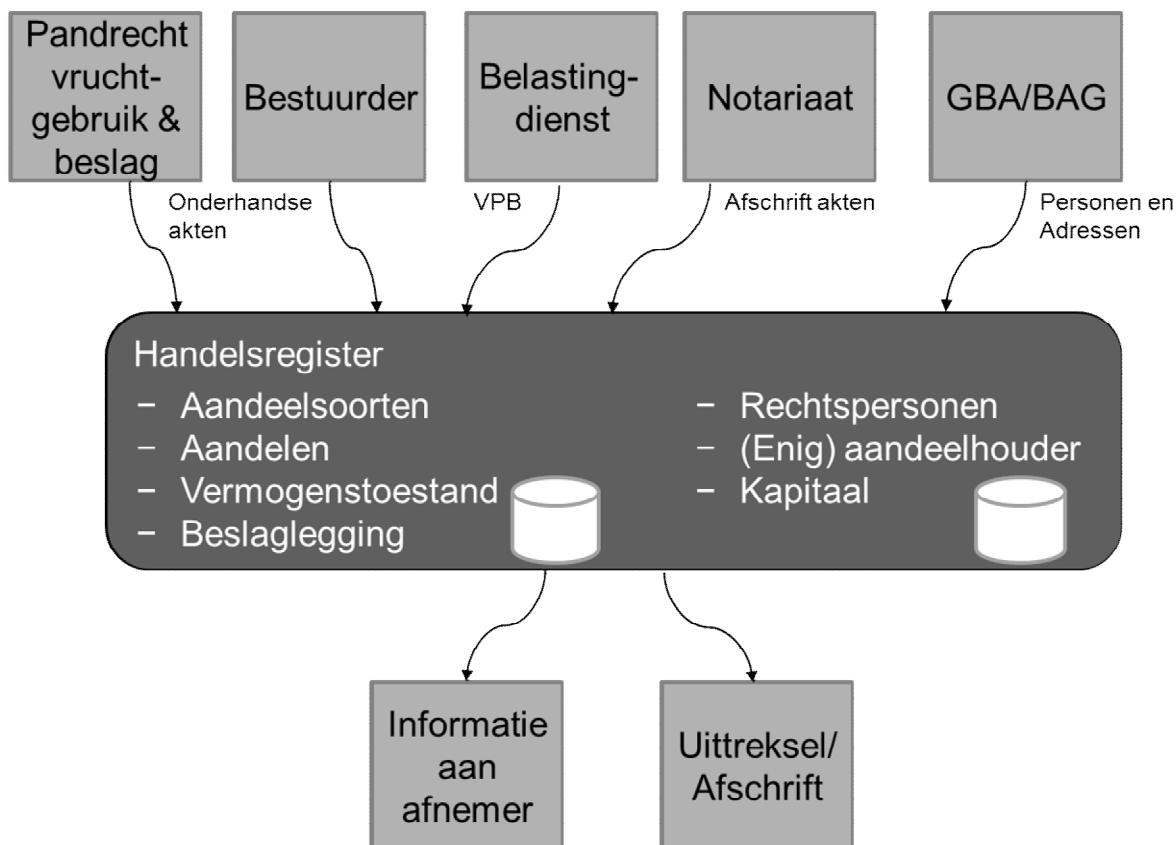 Pandrecht
vrucht-
gebruik &
beslag
Bestuurder
Belasting-
dienst
Notariaat
GBA/BAG
Onderhandse
akten
VPB
Afschrift akten
Personen en
Adressen
Handelsregister
– Aandeelsoorten
– Aandelen
– Vermogenstoestand
– Beslaglegging
– Rechtspersonen
– (Enig) aandeelhouder
– Kapitaal
Informatie
aan
afnemer
Uittreksel/
Afschrift